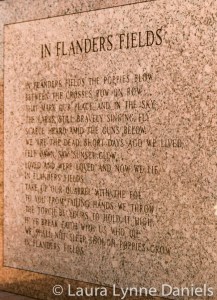 IN FLANDERS FIELDS
IN FLANDERS FIELDS THE POPPIES BLOW
BETWEEN THE CROSSES, ROW ON ROW
THAT MARK OUR PLACE, AND IN THE SKY
THE LARKS, STILL BRAVELY SINGING, FLY
SCARCE HEARD AMID THE GUNS BELOW
WE ARE THE DEAD. SHORT DAYS AGO WE LIVED
FELT DAWN, SAW SUNSET GLOW
LOVED AND WERE LOVED AND NOW WE LIE
IN FLANDERS FIELDS
TAKE UP OUR QUARREL WITH THE FOE
TO YOU FROM FAILING HANDS WE THROW
THE TORCH BE YOURS TO HOLD IT HIGH
IF YE BREAK FAITH WITH US WHO DIE
WE SHALL NOT SLEEP THOUGH POPPIES GROW
IN FLANDERS FIELDS.
© Laura Lynne Daniels